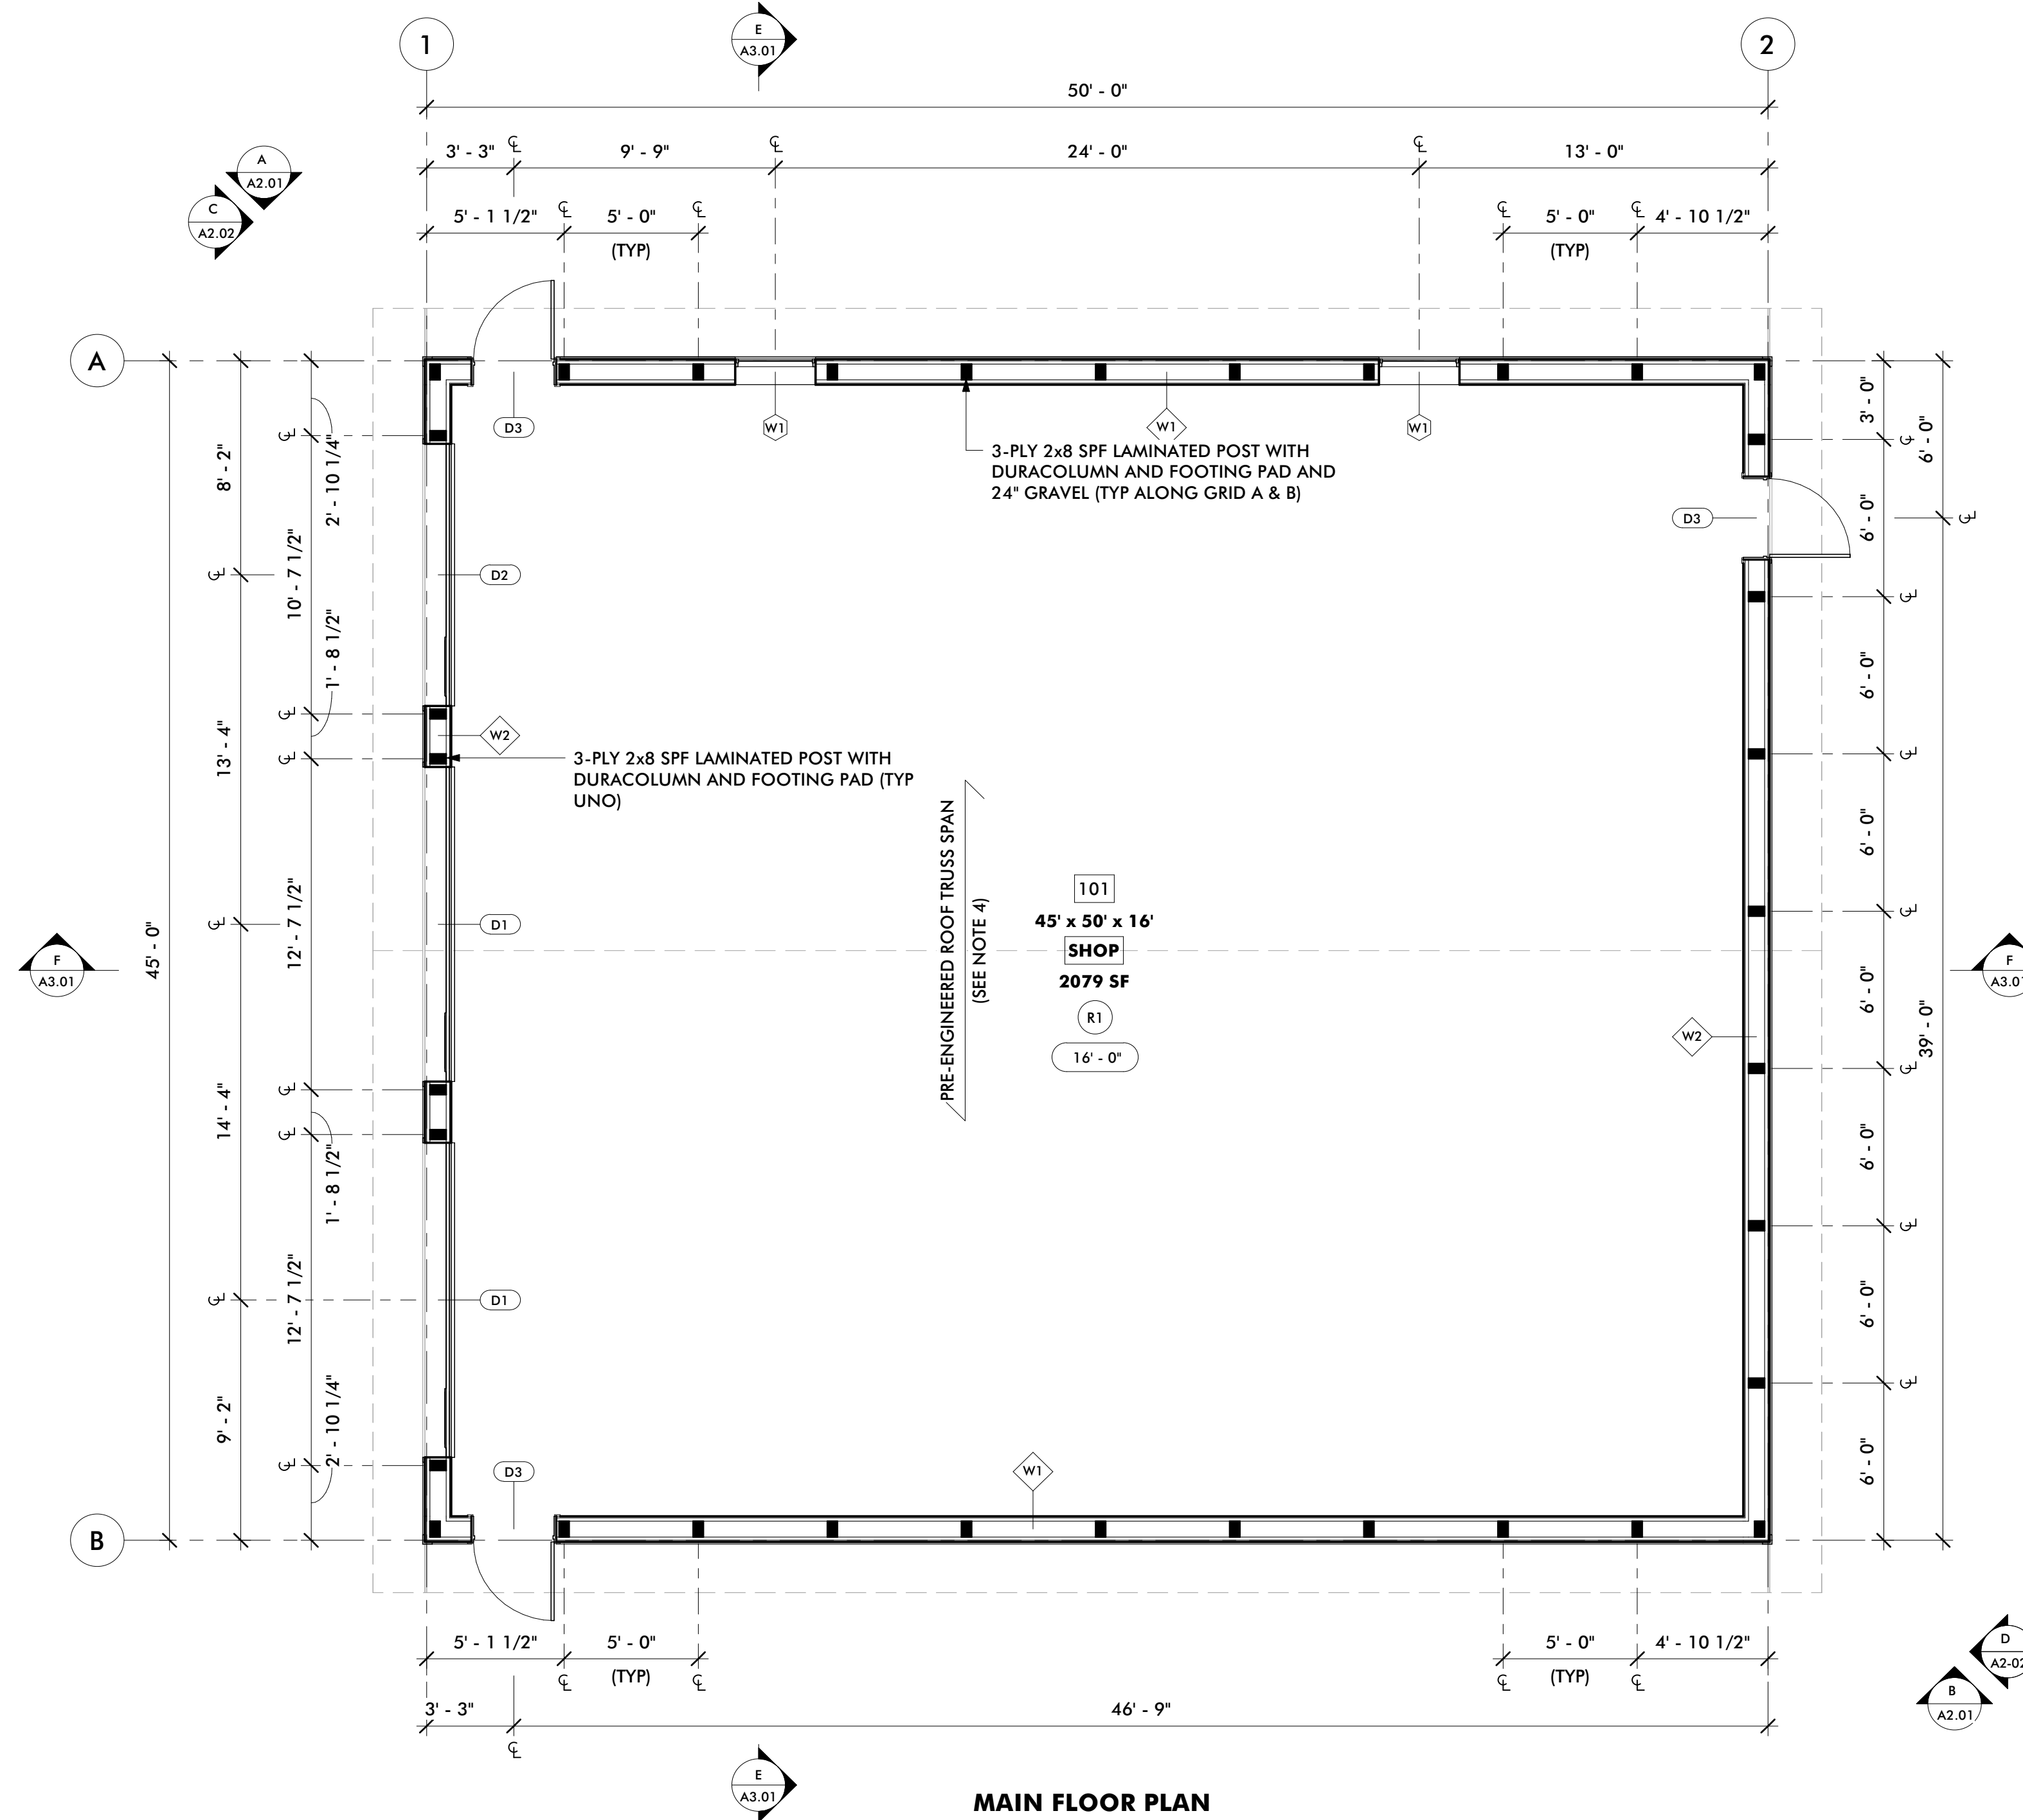 1
E
A3.01
2
50' - 0"
3' - 3"
9' - 9"
24' - 0"
13' - 0"
A
A2.01
C
A2.02
5' - 1 1/2"
5' - 0"
(TYP)
5' - 0"
(TYP)
4' - 10 1/2"
A
D3
W1
W1
W1
3-PLY 2x8 SPF LAMINATED POST WITH
DURACOLUMN AND FOOTING PAD AND
24" GRAVEL (TYP ALONG GRID A & B)
8' - 2"
2' - 10 1/4"
3' - 0"
6' - 0"
D3
6' - 0"
10' - 7 1/2"
D2
1' - 8 1/2"
6' - 0"
W2
13' - 4"
3-PLY 2x8 SPF LAMINATED POST WITH
DURACOLUMN AND FOOTING PAD (TYP
UNO)
6' - 0"
PRE-ENGINEERED ROOF TRUSS SPAN
(SEE NOTE 4)
101
45' x 50' x 16'
SHOP
2079 SF
R1
16' - 0"
45' - 0"
12' - 7 1/2"
D1
F
A3.01
F
A3.01
6' - 0"
W2
39' - 0"
14' - 4"
1' - 8 1/2"
6' - 0"
12' - 7 1/2"
D1
6' - 0"
9' - 2"
2' - 10 1/4"
6' - 0"
D3
W1
B
5' - 1 1/2"
5' - 0"
(TYP)
5' - 0"
(TYP)
4' - 10 1/2"
D
A2-02
B
A2.01
3' - 3"
46' - 9"
E
A3.01
MAIN FLOOR PLAN